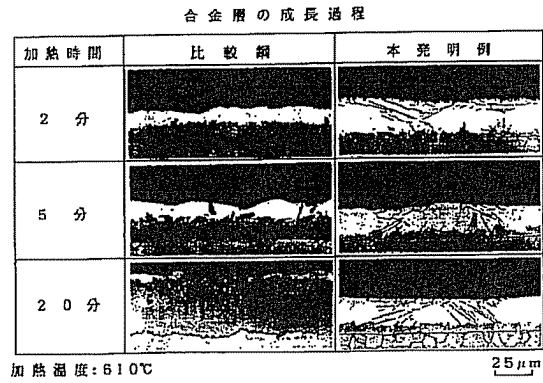 合金層の成長過程
加熱時間 比較鋼 本発明例
2分
5分
20分
加熱温度:610℃
25μm